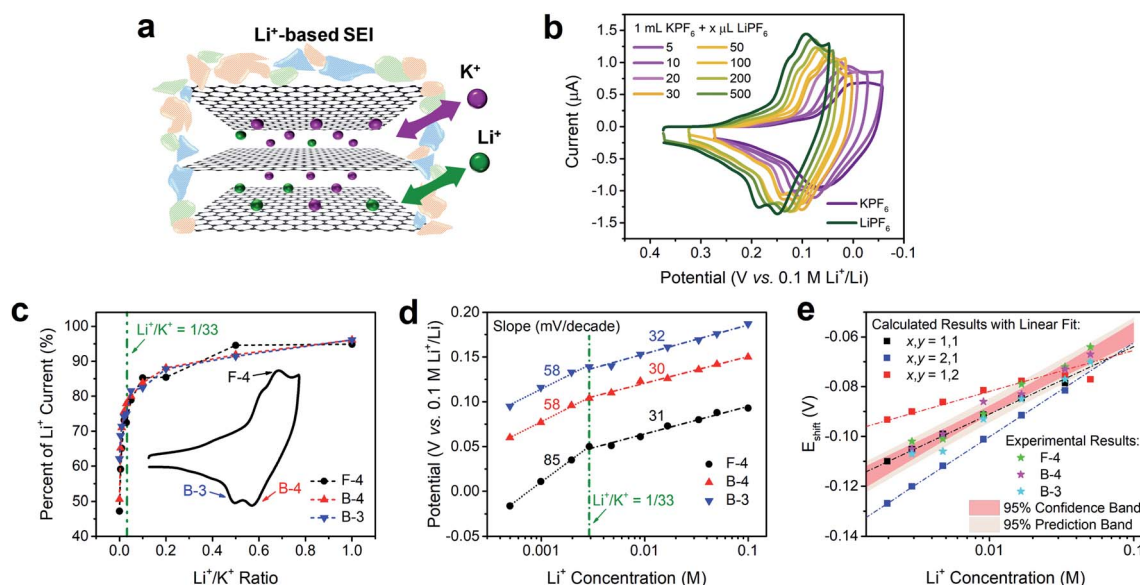 a
Li⁺-based SEI
K⁺
Li⁺
b
1 mL KPF₆ + x µL LiPF₆
5 50
10 100
20 200
30 500
KPF₆
LiPF₆
1.5
1.0
0.5
0.0
-0.5
-1.0
-1.5
Current (µA)
0.4 0.3 0.2 0.1 0.0 -0.1
Potential (V vs. 0.1 M Li⁺/Li)
c
Li⁺/K⁺ = 1/33
F-4
B-3
B-4
F-4
B-4
B-3
100
90
80
70
60
50
40
Percent of Li⁺ Current (%)
0.0 0.2 0.4 0.6 0.8 1.0
Li⁺/K⁺ Ratio
d
Slope (mV/decade)
32
58
30
58
31
85
Li⁺/K⁺ = 1/33
F-4
B-4
B-3
0.20
0.15
0.10
0.05
0.00
-0.05
Potential (V vs. 0.1 M Li⁺/Li)
0.001 0.01 0.1
Li⁺ Concentration (M)
e
Calculated Results with Linear Fit:
x,y = 1,1
x,y = 2,1
x,y = 1,2
Experimental Results:
F-4
B-4
B-3
95% Confidence Band
95% Prediction Band
-0.06
-0.08
-0.10
-0.12
-0.14
E_shift (V)
0.01 0.1
Li⁺ Concentration (M)